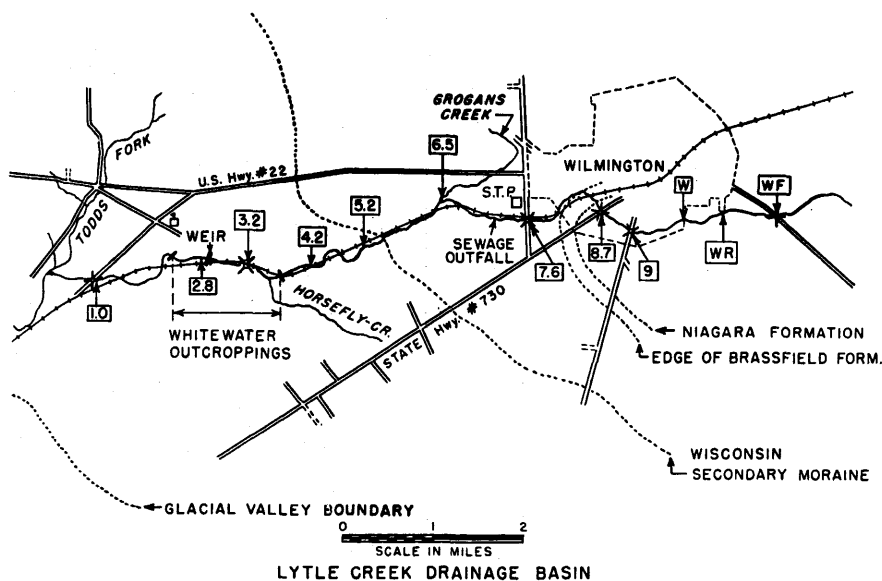 GROGANS
CREEK
6.5
FORK
U.S. Hwy. #22
WILMINGTON
S.T.P.
W
WF
TODDS
WEIR
3.2
5.2
4.2
SEWAGE
OUTFALL
8.7
WR
7.6
9
2.8
1.0
HORSEFLY-CR.
WHITEWATER
OUTCROPPINGS
STATE Hwy. # 730
NIAGARA FORMATION
EDGE OF BRASSFIELD FORM.
WISCONSIN
SECONDARY MORAINE
GLACIAL VALLEY BOUNDARY
0 1 2
SCALE IN MILES
LYTLE CREEK DRAINAGE BASIN